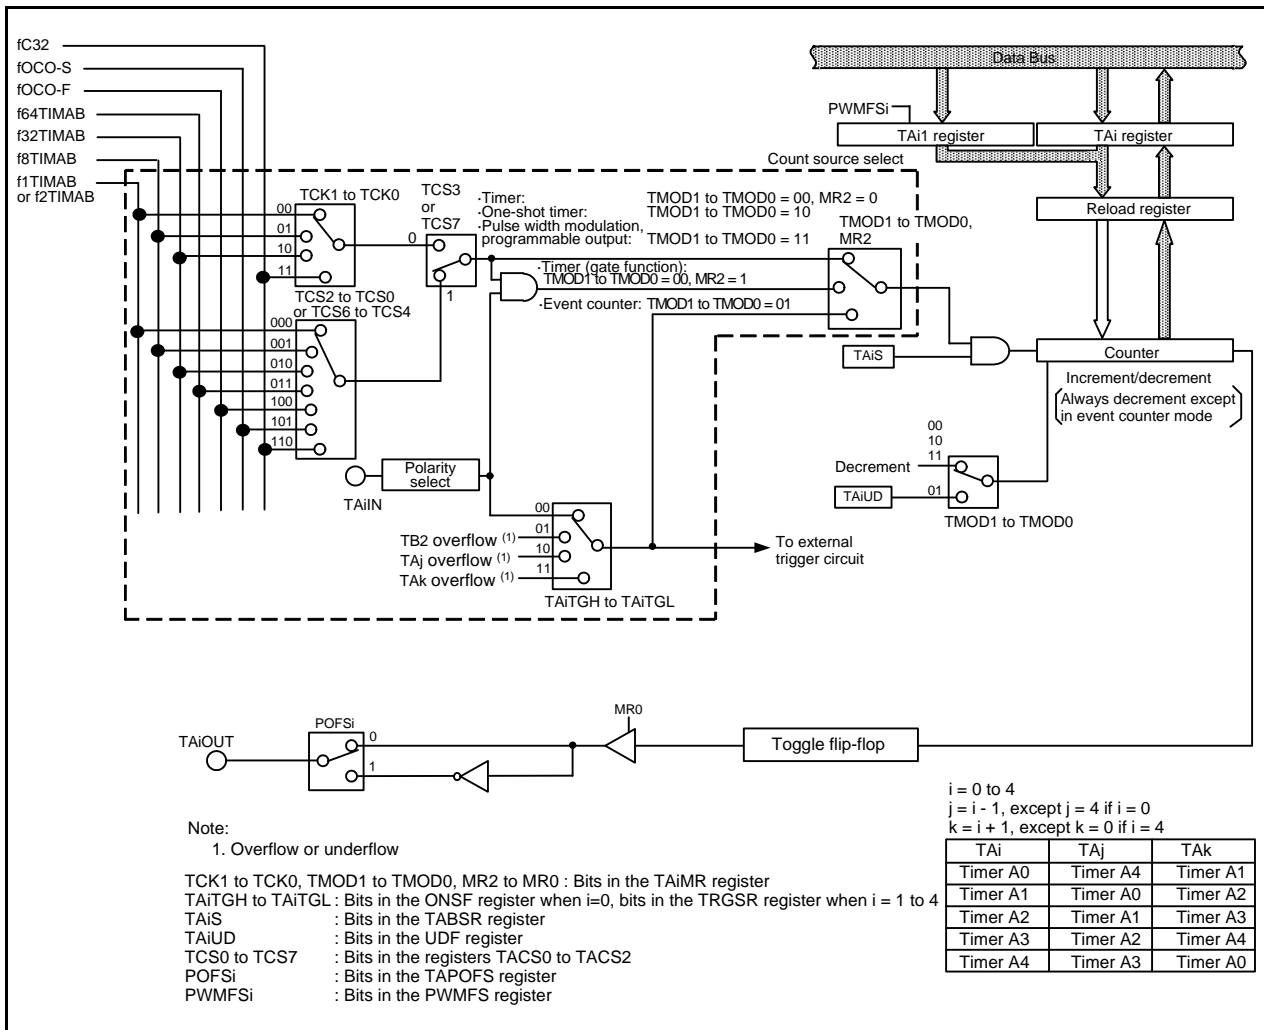 fC32
fOCO-S
fOCO-F
f64TIMAB
f32TIMAB
f8TIMAB
f1TIMAB
or f2TIMAB
Data Bus
PWMFSi
TAi1 register
TAi register
Count source select
Reload register
TCK1 to TCK0
00
01
10
11
TCS3
or
TCS7
0
1
·Timer: TMOD1 to TMOD0 = 00, MR2 = 0
·One-shot timer: TMOD1 to TMOD0 = 10
·Pulse width modulation,
programmable output: TMOD1 to TMOD0 = 11
TMOD1 to TMOD0,
MR2
·Timer (gate function):
TMOD1 to TMOD0 = 00, MR2 = 1
·Event counter: TMOD1 to TMOD0 = 01
TCS2 to TCS0
or TCS6 to TCS4
000
001
010
011
100
101
110
TAiS
Counter
Increment/decrement
(Always decrement except
in event counter mode)
00
10
11
Decrement
TAiUD
01
TMOD1 to TMOD0
TAiIN
Polarity
select
00
01
10
11
TB2 overflow (1)
TAj overflow (1)
TAk overflow (1)
TAiTGH to TAiTGL
To external
trigger circuit
TAiOUT
POFSi
0
1
MR0
Toggle flip-flop
i = 0 to 4
j = i - 1, except j = 4 if i = 0
k = i + 1, except k = 0 if i = 4
TAi TAj TAk
Timer A0 Timer A4 Timer A1
Timer A1 Timer A0 Timer A2
Timer A2 Timer A1 Timer A3
Timer A3 Timer A2 Timer A4
Timer A4 Timer A3 Timer A0
Note:
1. Overflow or underflow
TCK1 to TCK0, TMOD1 to TMOD0, MR2 to MR0 : Bits in the TAiMR register
TAiTGH to TAiTGL : Bits in the ONSF register when i=0, bits in the TRGSR register when i = 1 to 4
TAiS : Bits in the TABSR register
TAiUD : Bits in the UDF register
TCS0 to TCS7 : Bits in the registers TACS0 to TACS2
POFSi : Bits in the TAPOFS register
PWMFSi : Bits in the PWMFS register